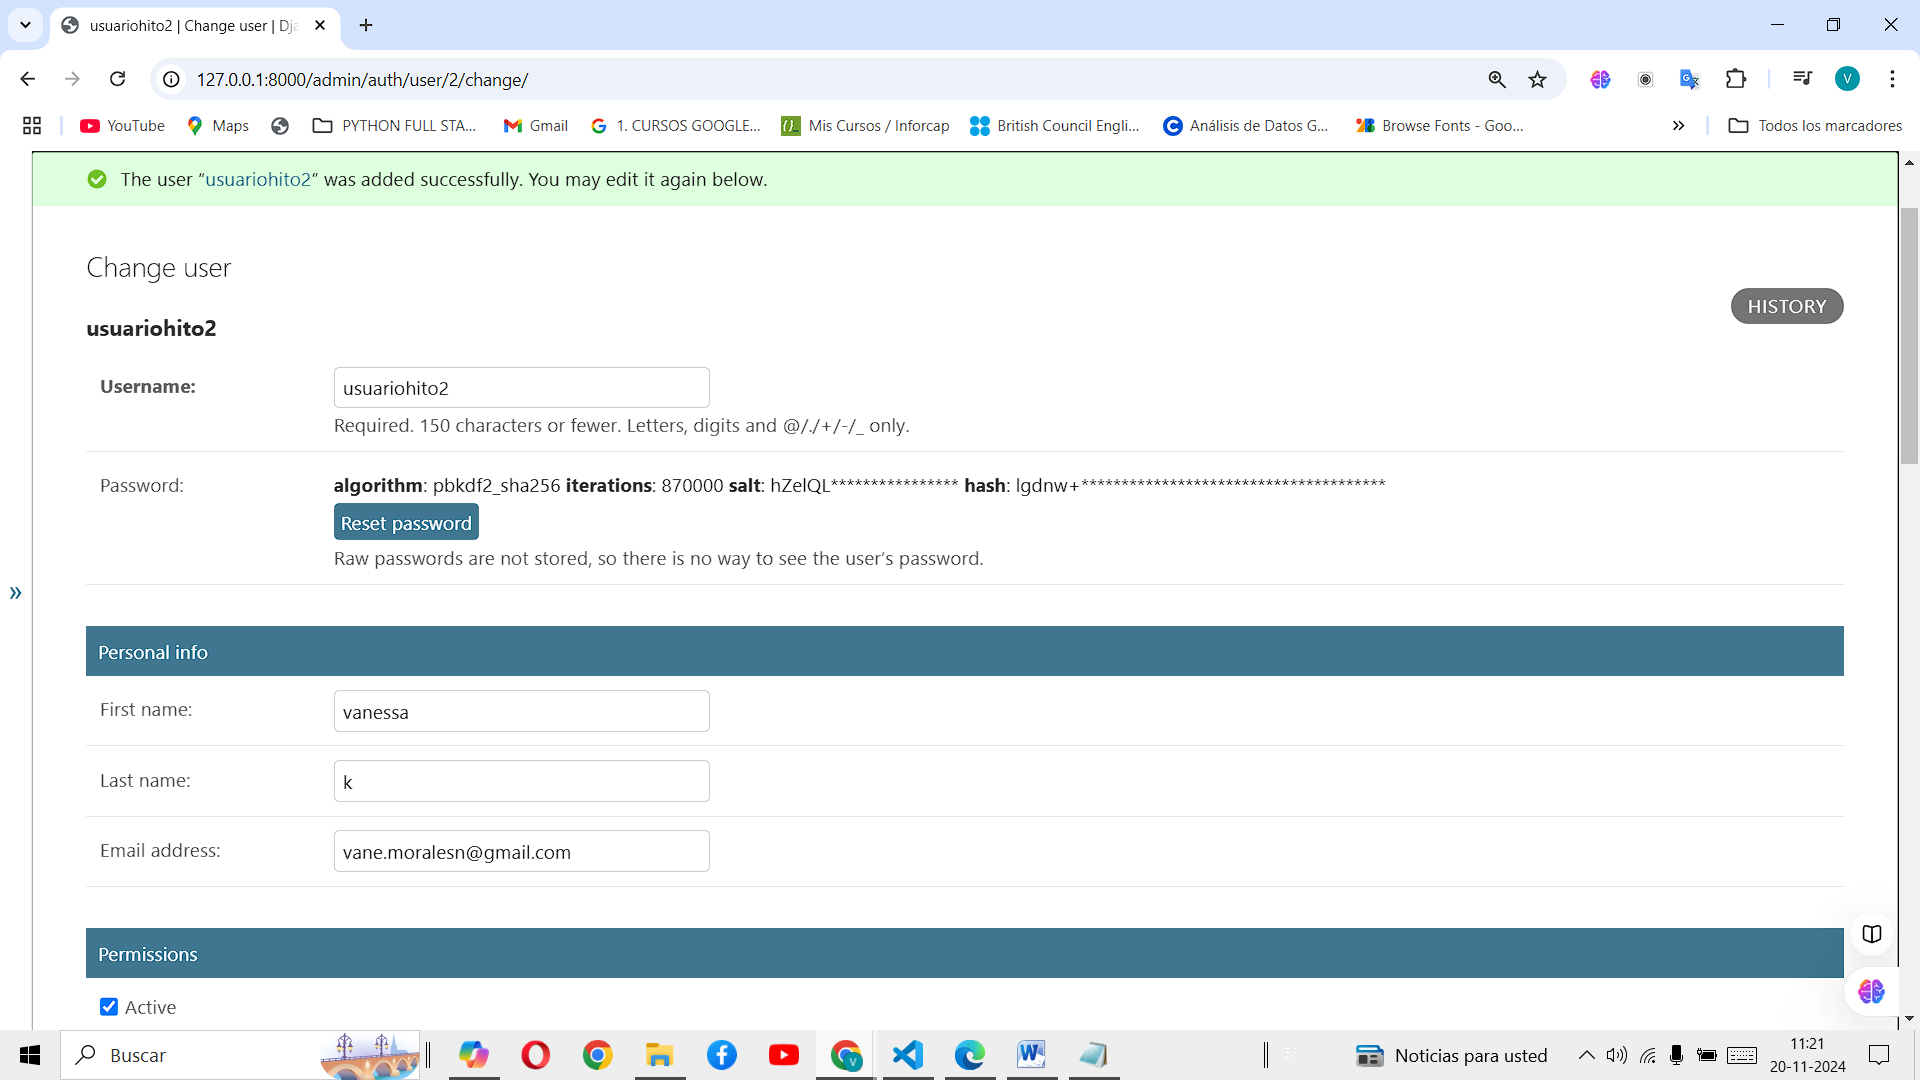 usuariohito2 | Change user | Dja
127.0.0.1:8000/admin/auth/user/2/change/
V
YouTube Maps PYTHON FULL STA... Gmail 1. CURSOS GOOGLE... Mis Cursos / Inforcap British Council Engli... Análisis de Datos G... Browse Fonts - Goo... » Todos los marcadores
The user “usuariohito2” was added successfully. You may edit it again below.
Change user
HISTORY
usuariohito2
Username: usuariohito2
Required. 150 characters or fewer. Letters, digits and @/./+/-/_ only.
Password: algorithm: pbkdf2_sha256 iterations: 870000 salt: hZelQL**************** hash: lgdnw+**************************************
Reset password
Raw passwords are not stored, so there is no way to see the user’s password.
»
Personal info
First name: vanessa
Last name: k
Email address: vane.moralesn@gmail.com
Permissions
Active
Buscar
Noticias para usted
11:21
20-11-2024